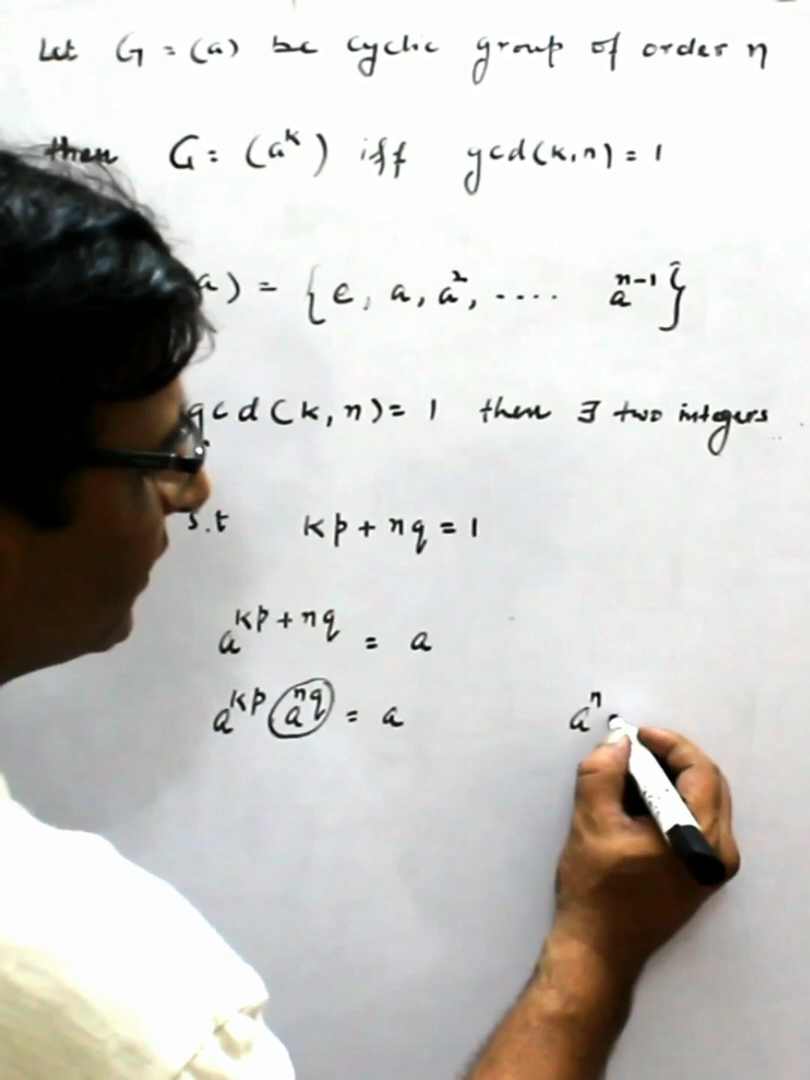 Let G = (a) be cyclic group of order n
then G = (a^k) iff gcd(k,n) = 1
a) = {e, a, a², .... a^(n-1)}
gcd(k,n) = 1 then ∃ two integers
s.t kp + nq = 1
a^(kp+nq) = a
a^(kp) a^(nq) = a a^n